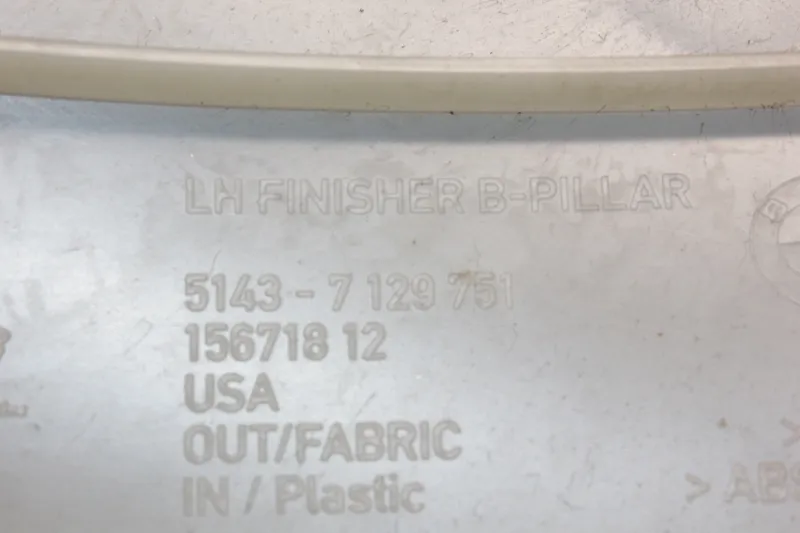 LH FINISHER B-PILLAR
5143 - 7 129 751
156718 12
USA
OUT/FABRIC
IN / Plastic
> ABS